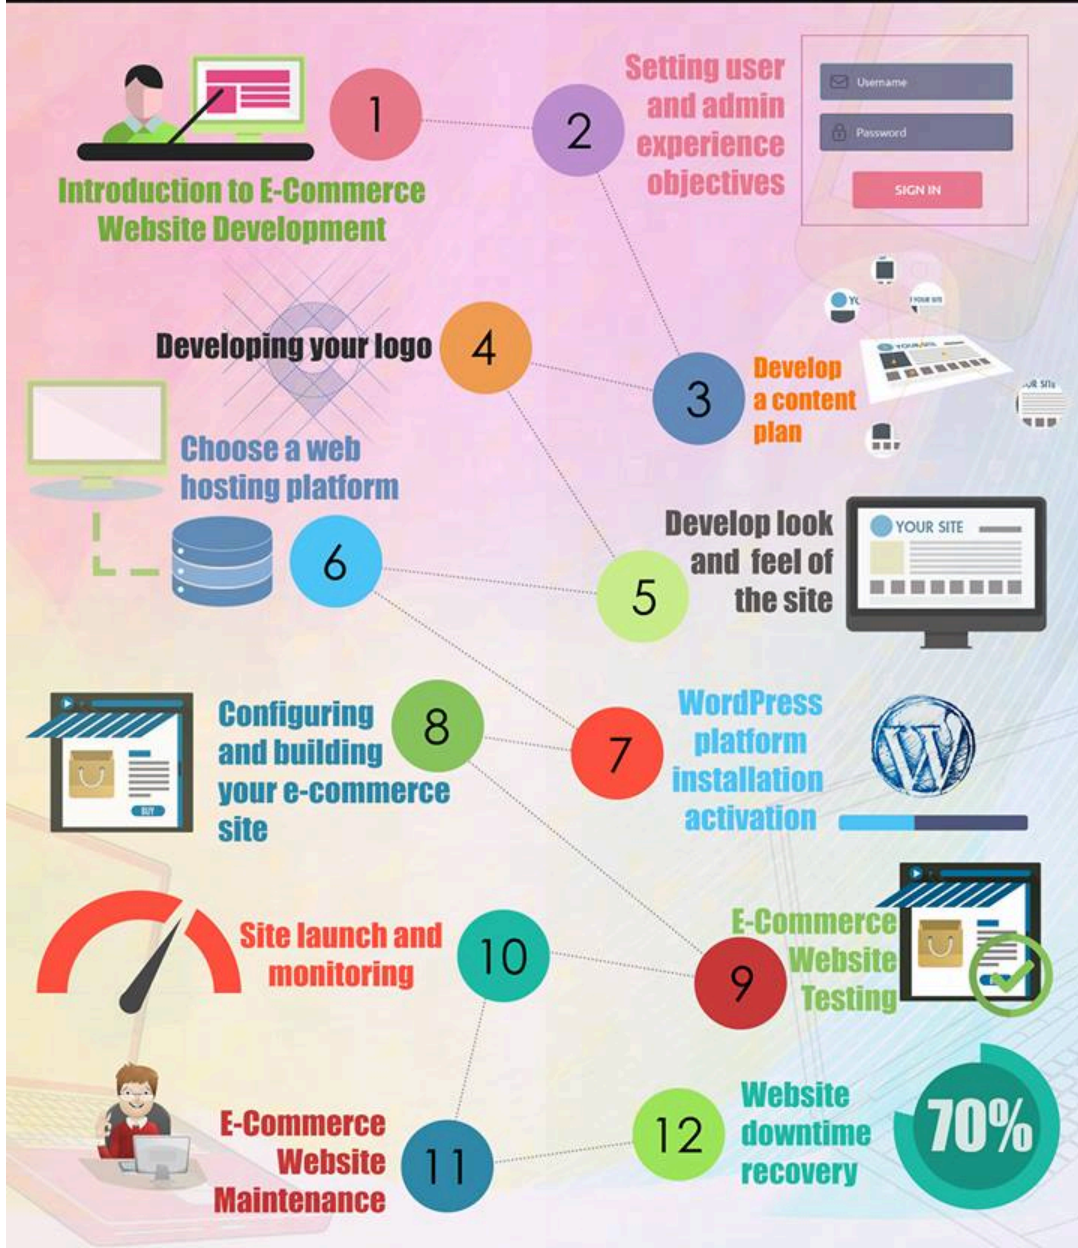 1
Introduction to E-Commerce
Website Development
2
Setting user
and admin
experience
objectives
Username
Password
SIGN IN
3
Develop
a content
plan
YOUR SITE
4
Developing your logo
5
Develop look
and feel of
the site
YOUR SITE
6
Choose a web
hosting platform
7
WordPress
platform
installation
activation
W
8
Configuring
and building
your e-commerce
site
BUY
9
E-Commerce
Website
Testing
10
Site launch and
monitoring
11
E-Commerce
Website
Maintenance
12
Website
downtime
recovery
70%